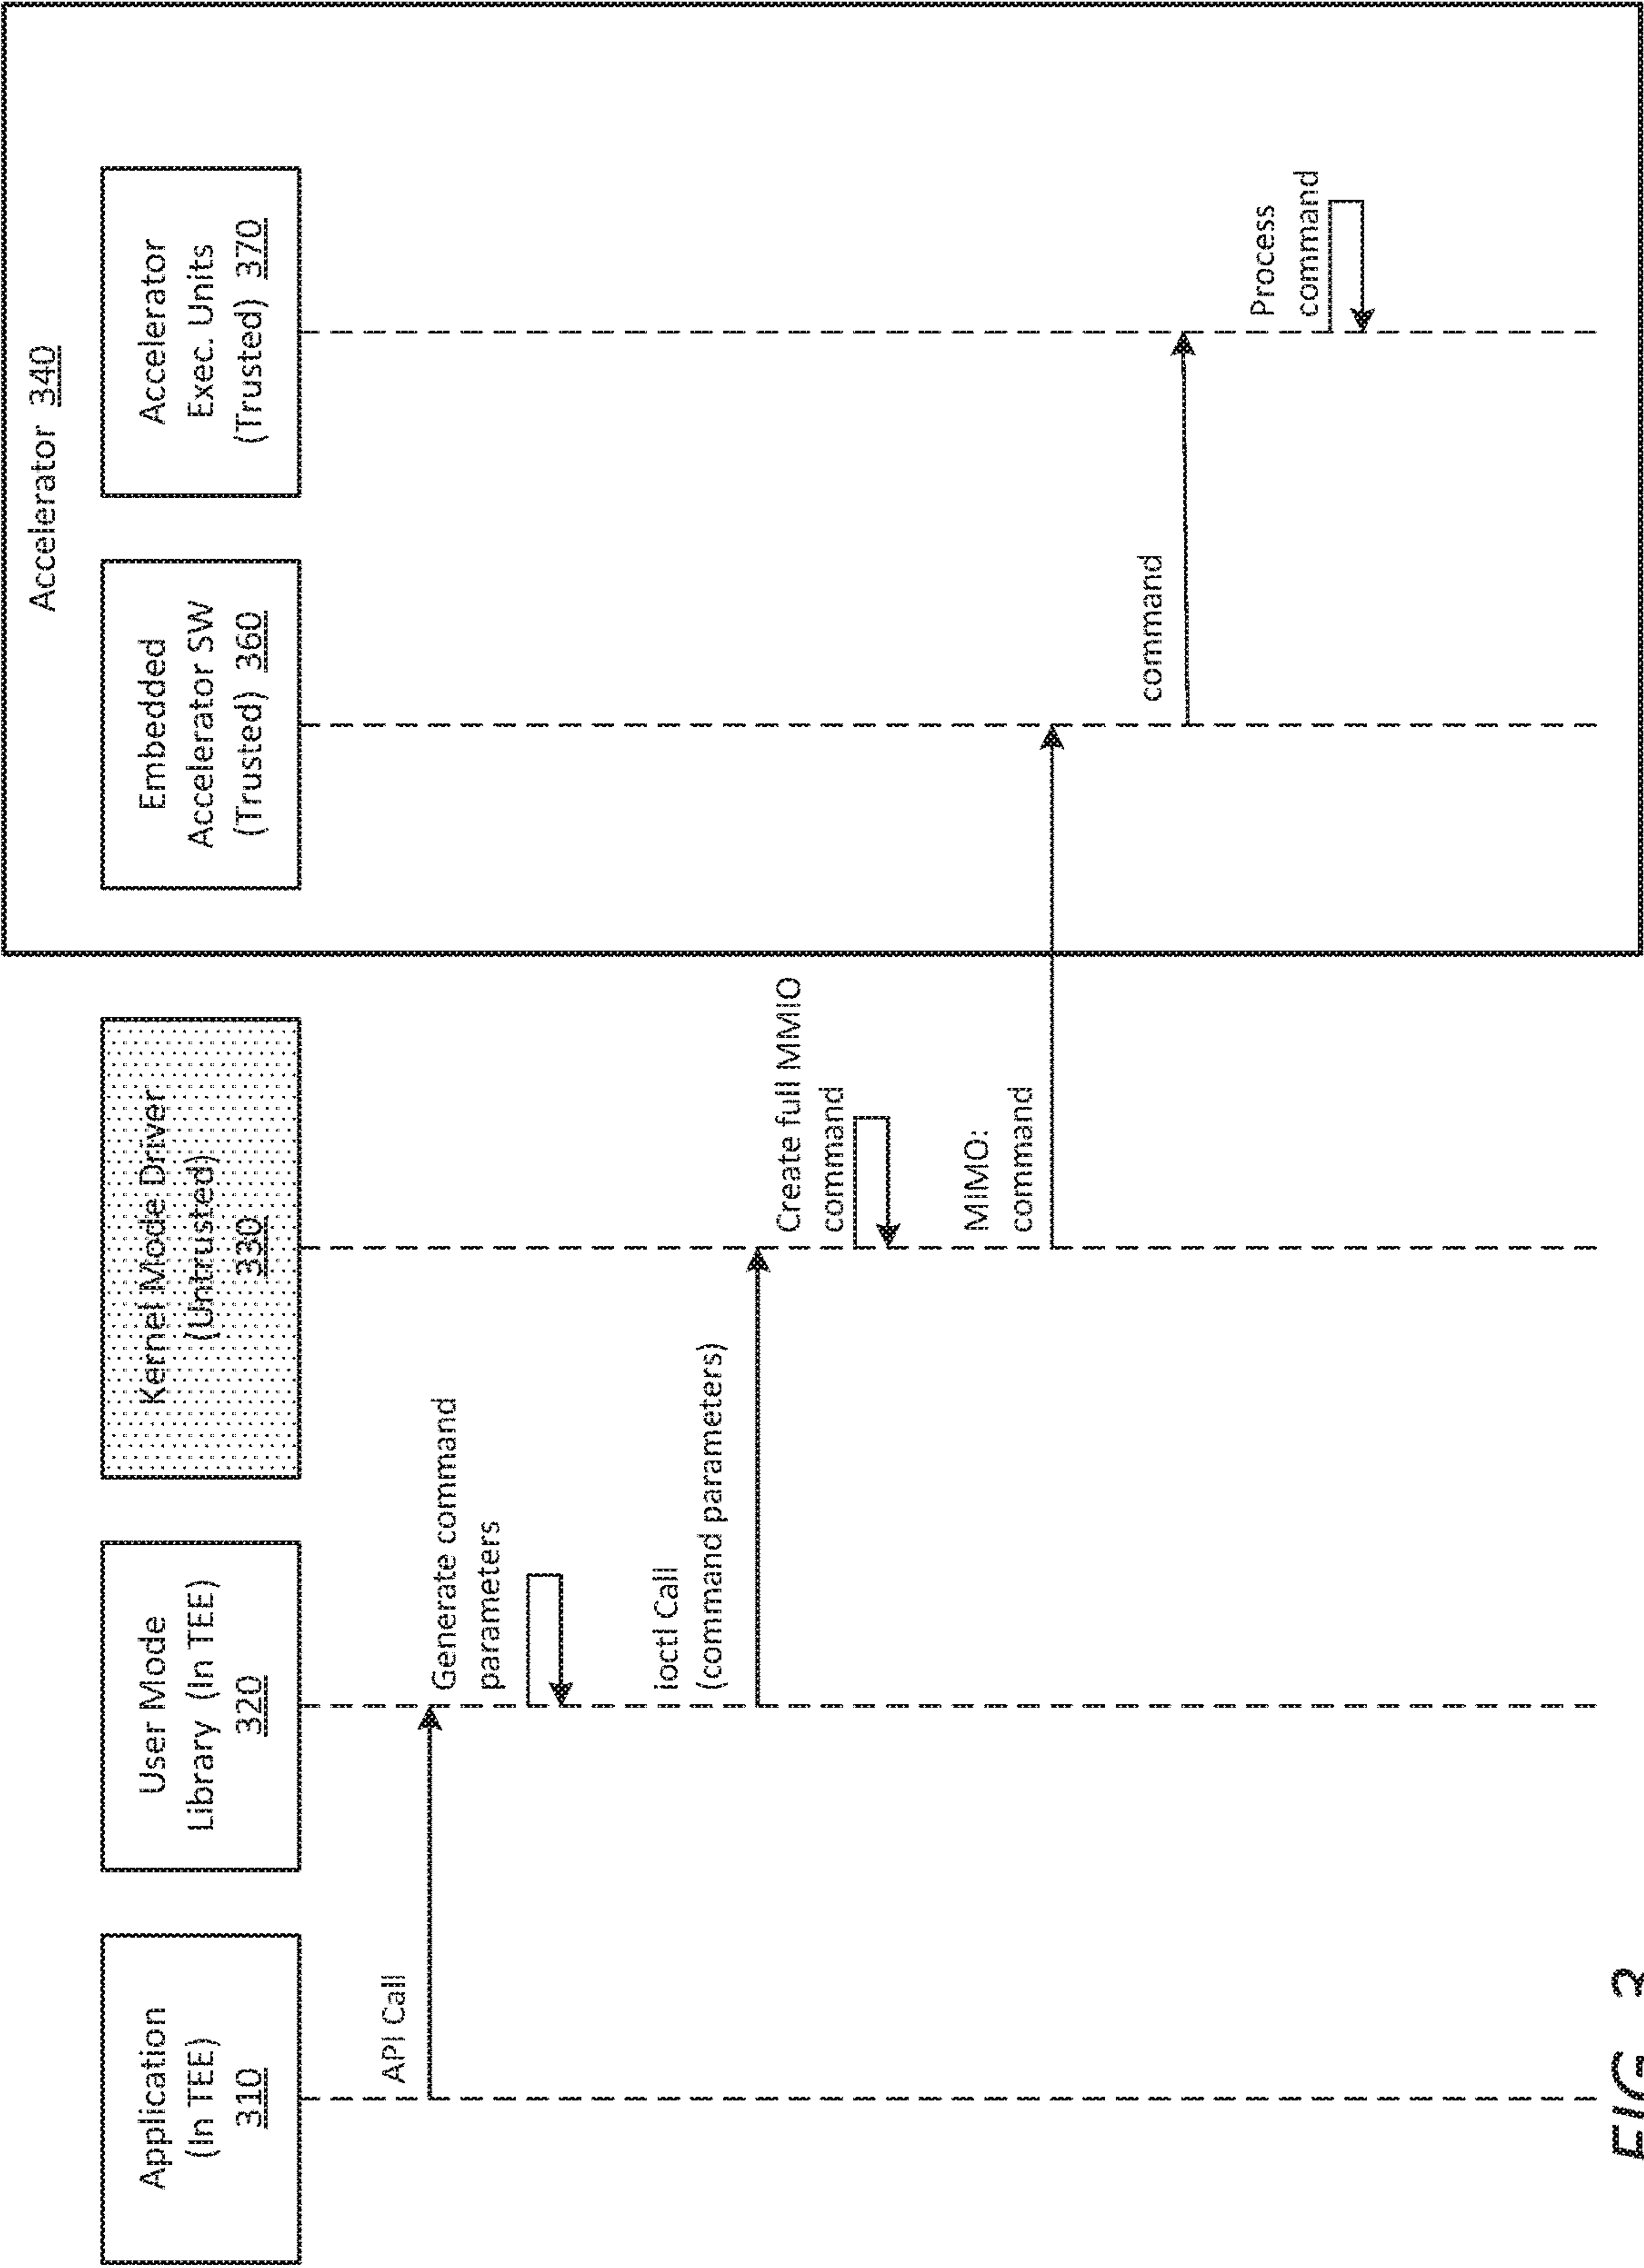 Accelerator 340
Application
(In TEE)
310
User Mode
Library (In TEE)
320
Kernel Mode Driver
(Untrusted)
330
Embedded
Accelerator SW
(Trusted) 360
Accelerator
Exec. Units
(Trusted) 370
API Call
Generate command
parameters
ioctl Call
(command parameters)
Create full MMIO
command
MIMO:
command
command
Process
command
FIG. 3